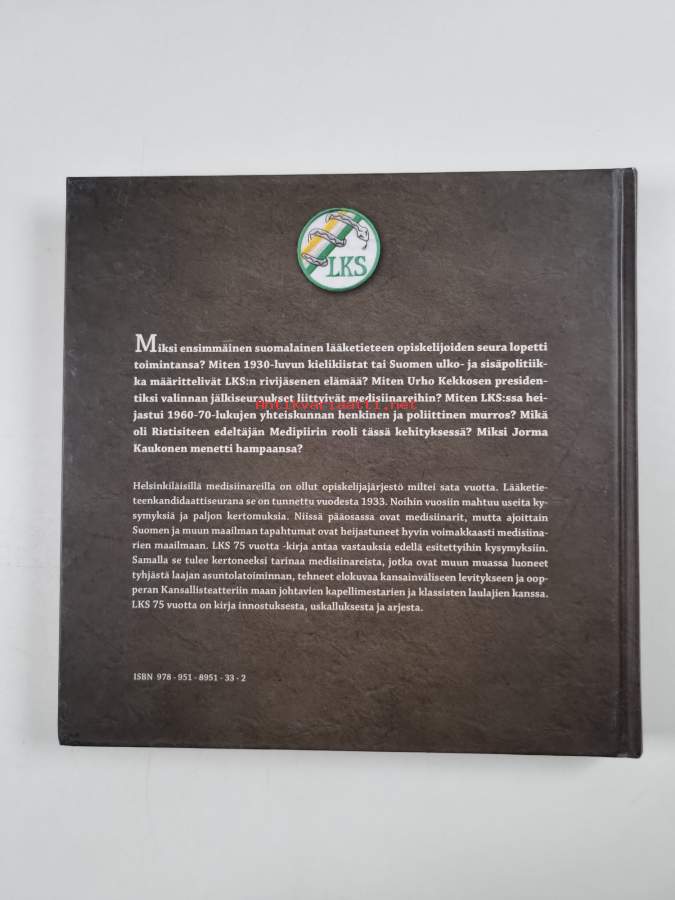 LKS
Miksi ensimmäinen suomalainen lääketieteen opiskelijoiden seura lopetti
toimintansa? Miten 1930-luvun kielikiistat tai Suomen ulko- ja sisäpolitiik-
ka määrittelivät LKS:n rivijäsenen elämää? Miten Urho Kekkosen presiden-
tiksi valinnan jälkiseuraukset liittyivät medisiinareihin? Miten LKS:ssa hei-
Antikvariaatti.net
jastui 1960-70-lukujen yhteiskunnan henkinen ja poliittinen murros? Mikä
oli Ristisiteen edeltäjän Medipiirin rooli tässä kehityksessä? Miksi Jorma
Kaukonen menetti hampaansa?
Helsinkiläisillä medisiinareilla on ollut opiskelijajärjestö miltei sata vuotta. Lääketie-
teenkandidaattiseurana se on tunnettu vuodesta 1933. Noihin vuosiin mahtuu useita ky-
symyksiä ja paljon kertomuksia. Niissä pääosassa ovat medisiinarit, mutta ajoittain
Suomen ja muun maailman tapahtumat ovat heijastuneet hyvin voimakkaasti medisiina-
rien maailmaan. LKS 75 vuotta -kirja antaa vastauksia edellä esitettyihin kysymyksiin.
Samalla se tulee kertoneeksi tarinaa medisiinareista, jotka ovat muun muassa luoneet
tyhjästä laajan asuntolatoiminnan, tehneet elokuvaa kansainväliseen levitykseen ja oop-
peran Kansallisteatteriin maan johtavien kapellimestarien ja klassisten laulajien kanssa.
LKS 75 vuotta on kirja innostuksesta, uskalluksesta ja arjesta.
ISBN 978 - 951 - 8951 - 33 - 2